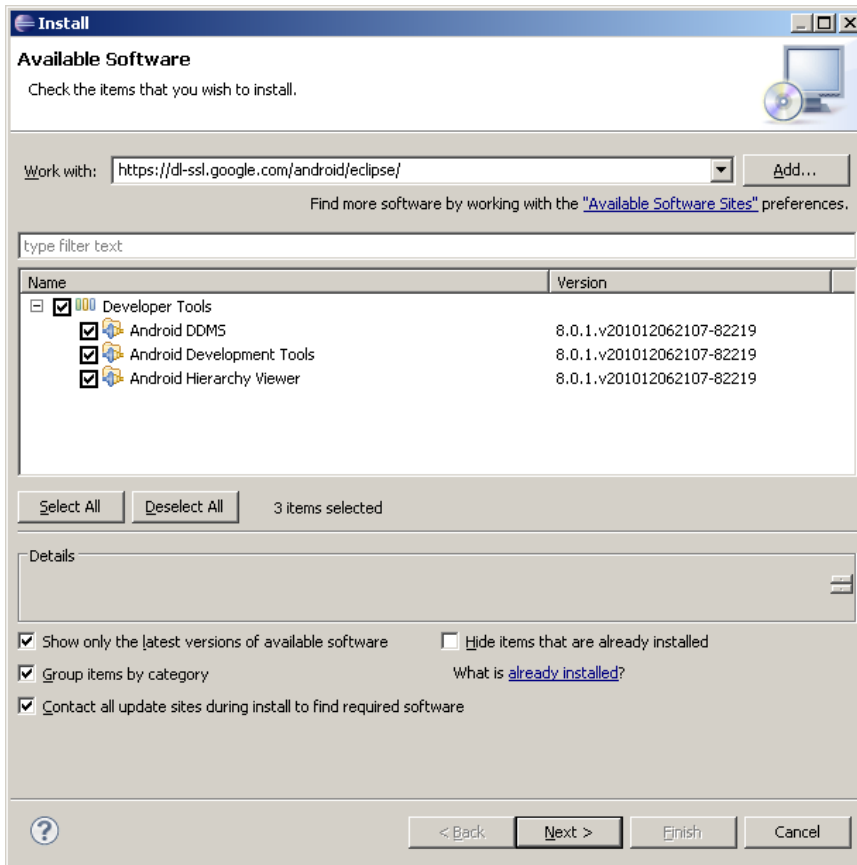 Install
Available Software
Check the items that you wish to install.
Work with: https://dl-ssl.google.com/android/eclipse/ Add...
Find more software by working with the "Available Software Sites" preferences.
type filter text
Name Version
Developer Tools
Android DDMS 8.0.1.v201012062107-82219
Android Development Tools 8.0.1.v201012062107-82219
Android Hierarchy Viewer 8.0.1.v201012062107-82219
Select All Deselect All 3 items selected
Details
Show only the latest versions of available software Hide items that are already installed
Group items by category What is already installed?
Contact all update sites during install to find required software
? < Back Next > Finish Cancel